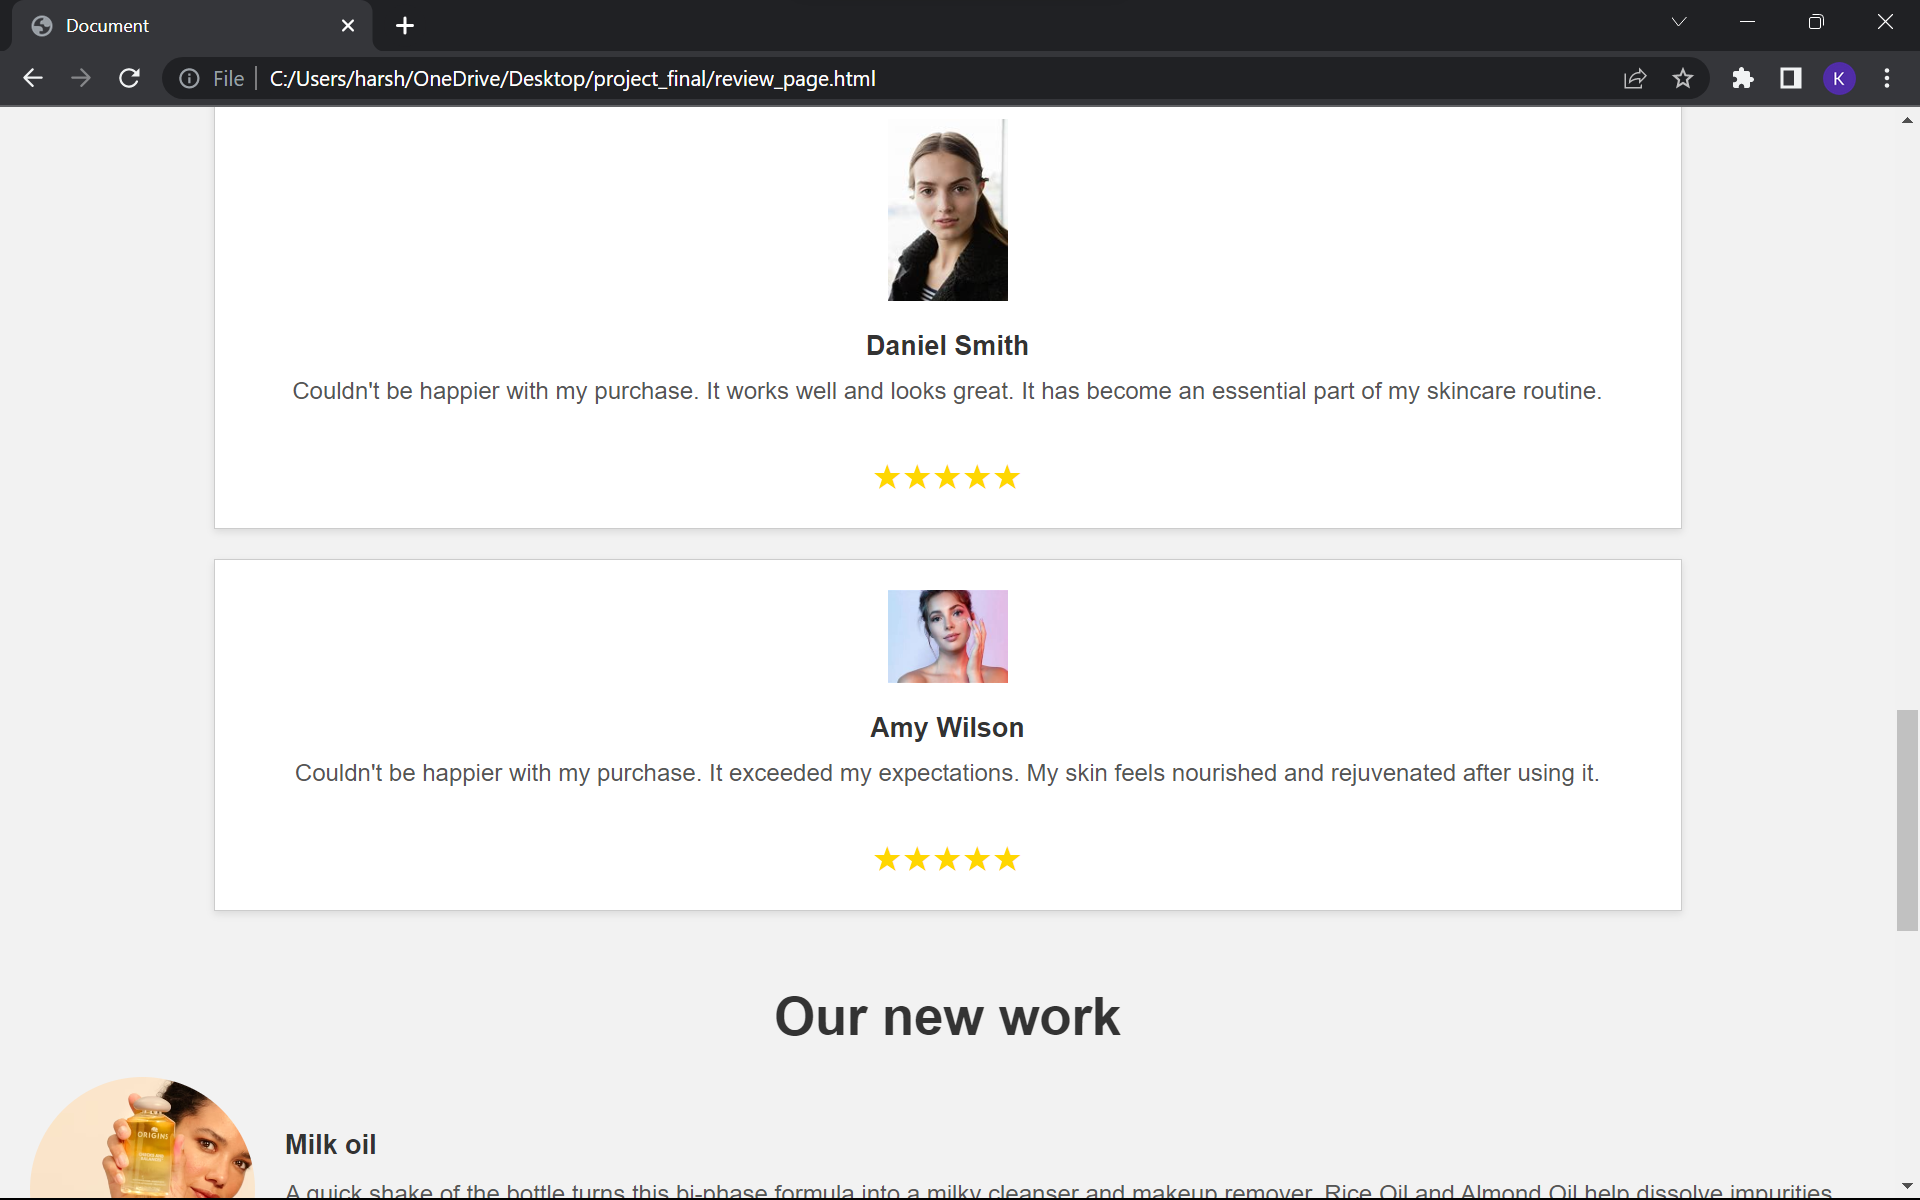 Document
File
C:/Users/harsh/OneDrive/Desktop/project_final/review_page.html
K
Daniel Smith
Couldn't be happier with my purchase. It works well and looks great. It has become an essential part of my skincare routine.
★★★★★
Amy Wilson
Couldn't be happier with my purchase. It exceeded my expectations. My skin feels nourished and rejuvenated after using it.
★★★★★
Our new work
ORIGINS
Milk oil
A quick shake of the bottle turns this bi-phase formula into a milky cleanser and makeup remover. Rice Oil and Almond Oil help dissolve impurities